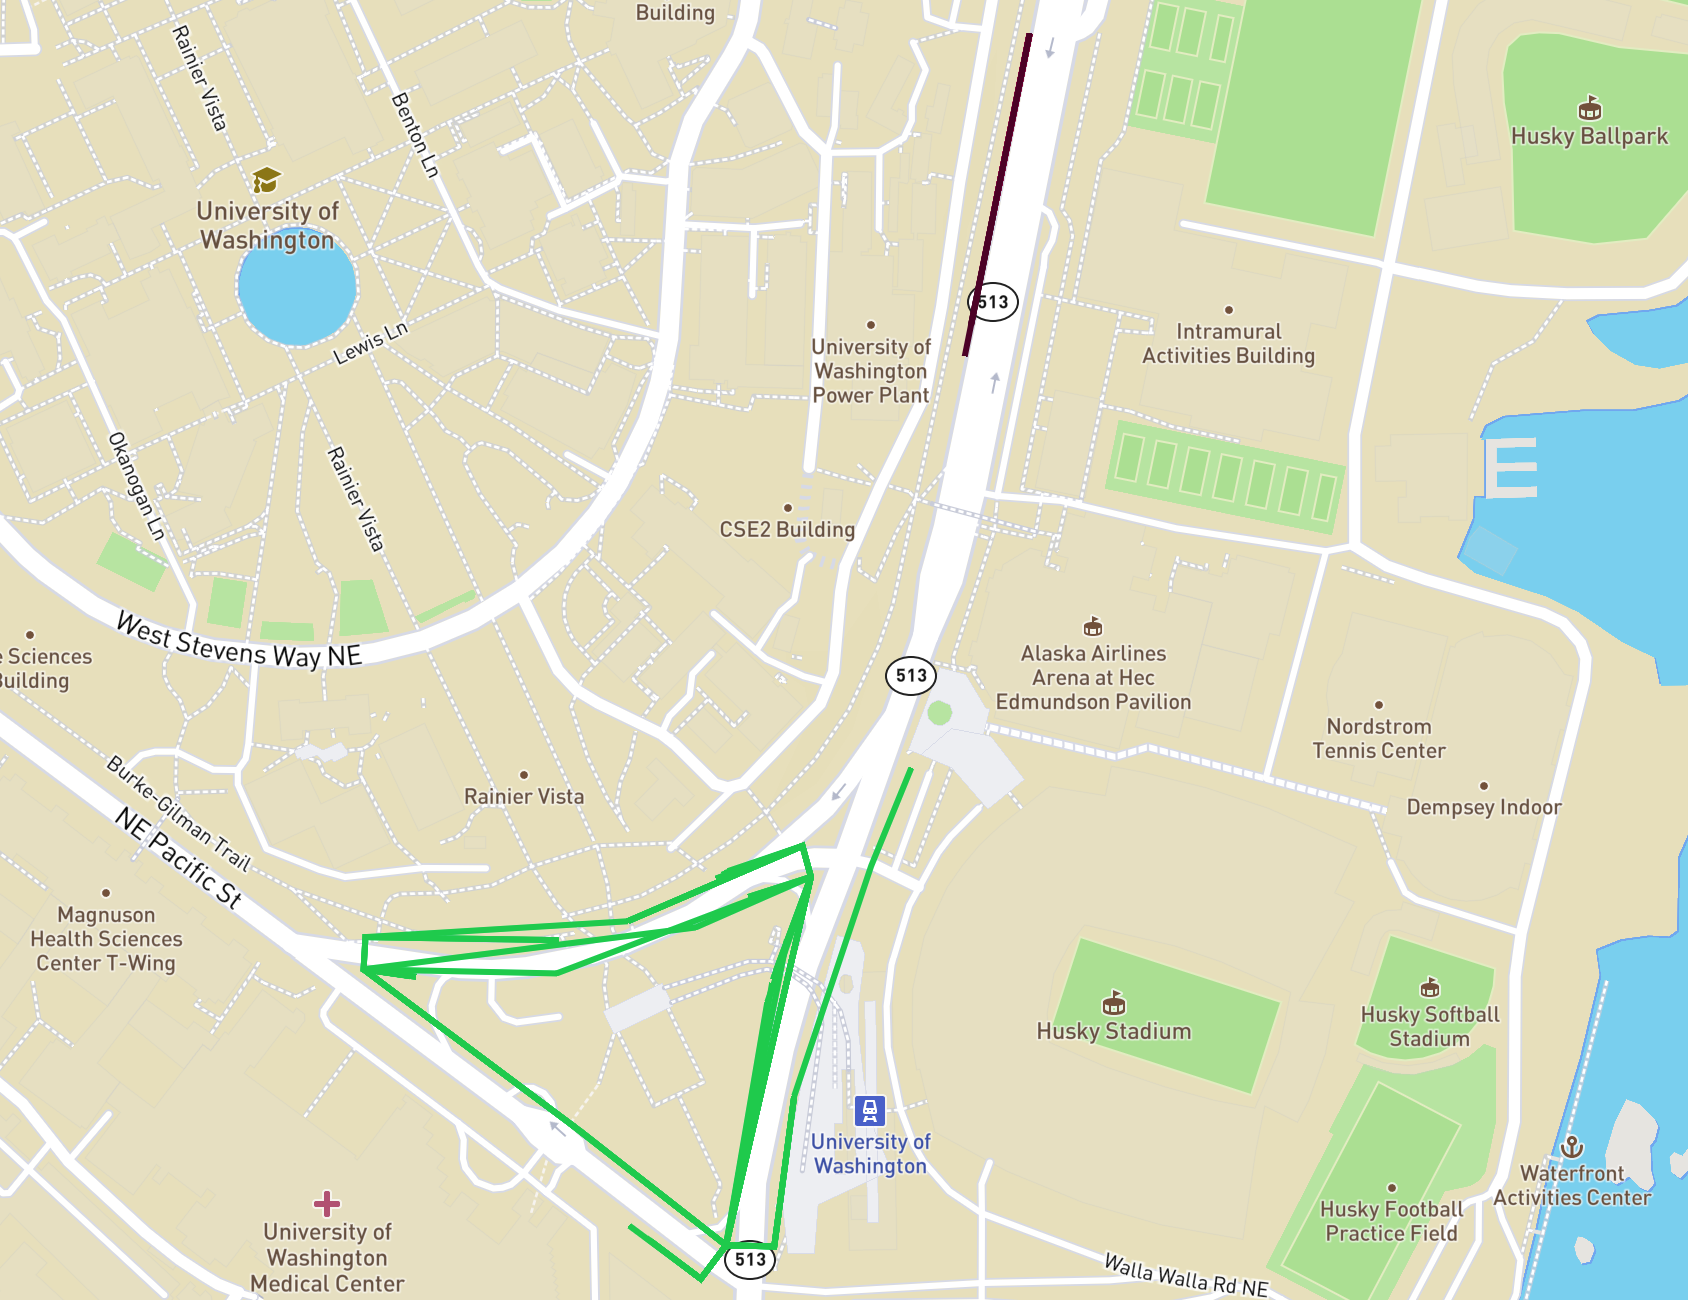 Building
Rainier Vista
Benton Ln
Husky Ballpark
University of
Washington
513
Lewis Ln
University of
Washington
Power Plant
Intramural
Activities Building
Okanogan Ln
Rainier Vista
CSE2 Building
West Stevens Way NE
e Sciences
Building
513
Alaska Airlines
Arena at Hec
Edmundson Pavilion
Nordstrom
Tennis Center
Burke-Gilman Trail
Rainier Vista
Dempsey Indoor
NE Pacific St
Magnuson
Health Sciences
Center T-Wing
Husky Stadium
Husky Softball
Stadium
University of
Washington
Waterfront
Activities Center
University of
Washington
Medical Center
Husky Football
Practice Field
513
Walla Walla Rd NE